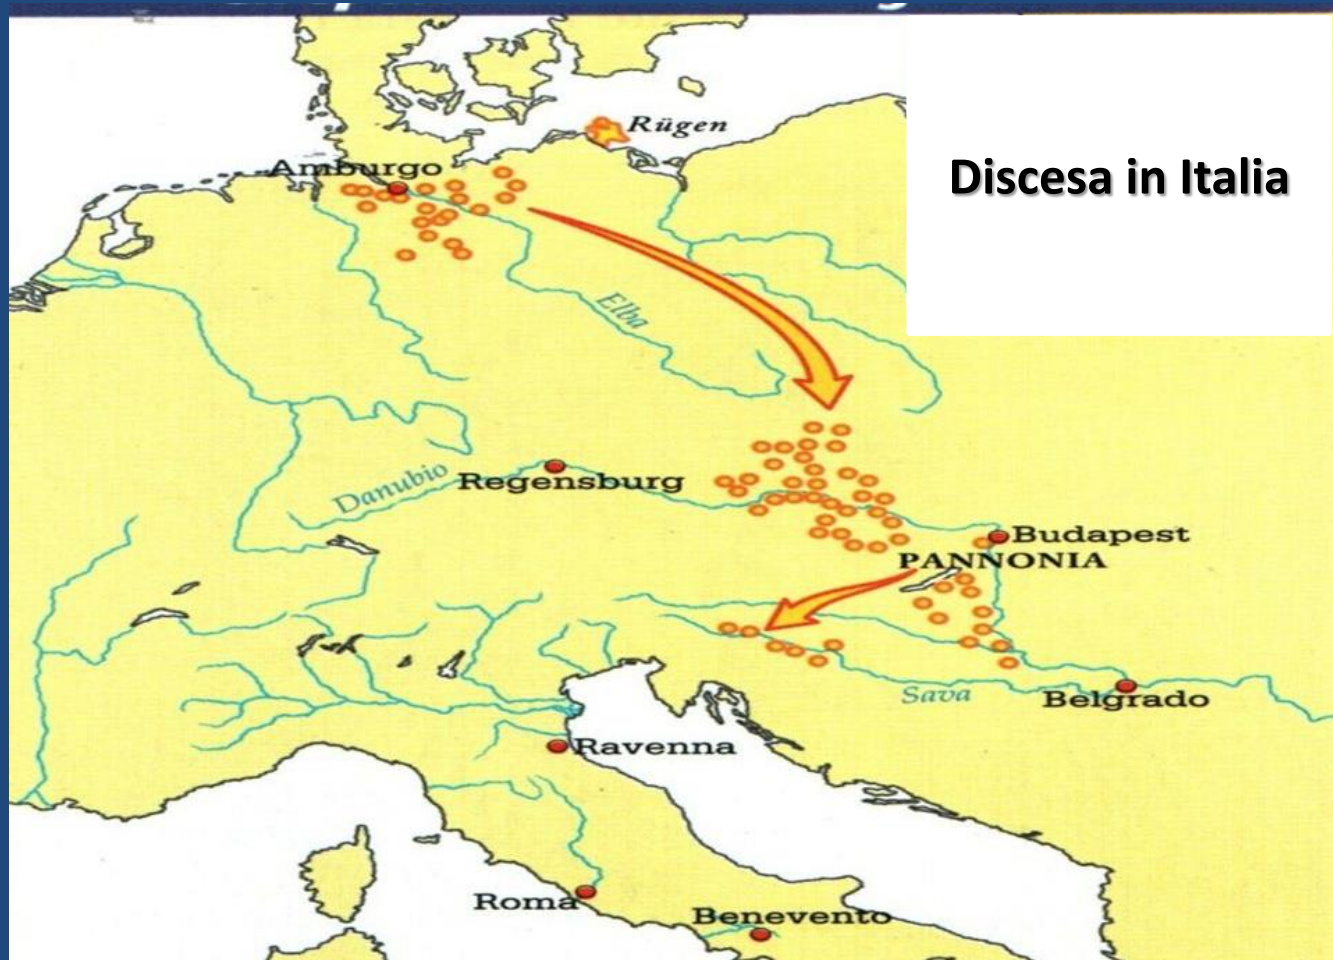 Discesa in Italia
Rügen
Amburgo
Elba
Danubio
Regensburg
Budapest
PANNONIA
Sava
Belgrado
Ravenna
Roma
Benevento